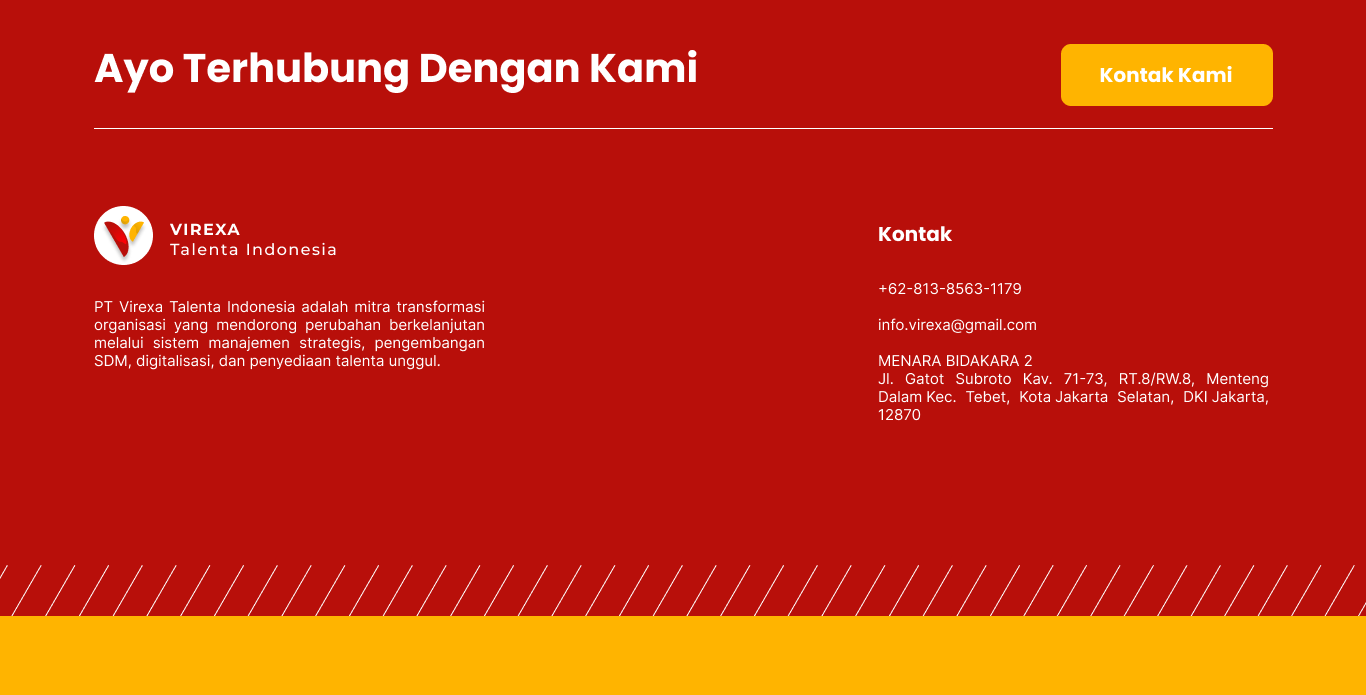 Ayo Terhubung Dengan Kami
Kontak Kami
VIREXA
Talenta Indonesia
PT Virexa Talenta Indonesia adalah mitra transformasi
organisasi yang mendorong perubahan berkelanjutan
melalui sistem manajemen strategis, pengembangan
SDM, digitalisasi, dan penyediaan talenta unggul.
Kontak
+62-813-8563-1179
info.virexa@gmail.com
MENARA BIDAKARA 2
Jl. Gatot Subroto Kav. 71-73, RT.8/RW.8, Menteng
Dalam Kec. Tebet, Kota Jakarta Selatan, DKI Jakarta,
12870